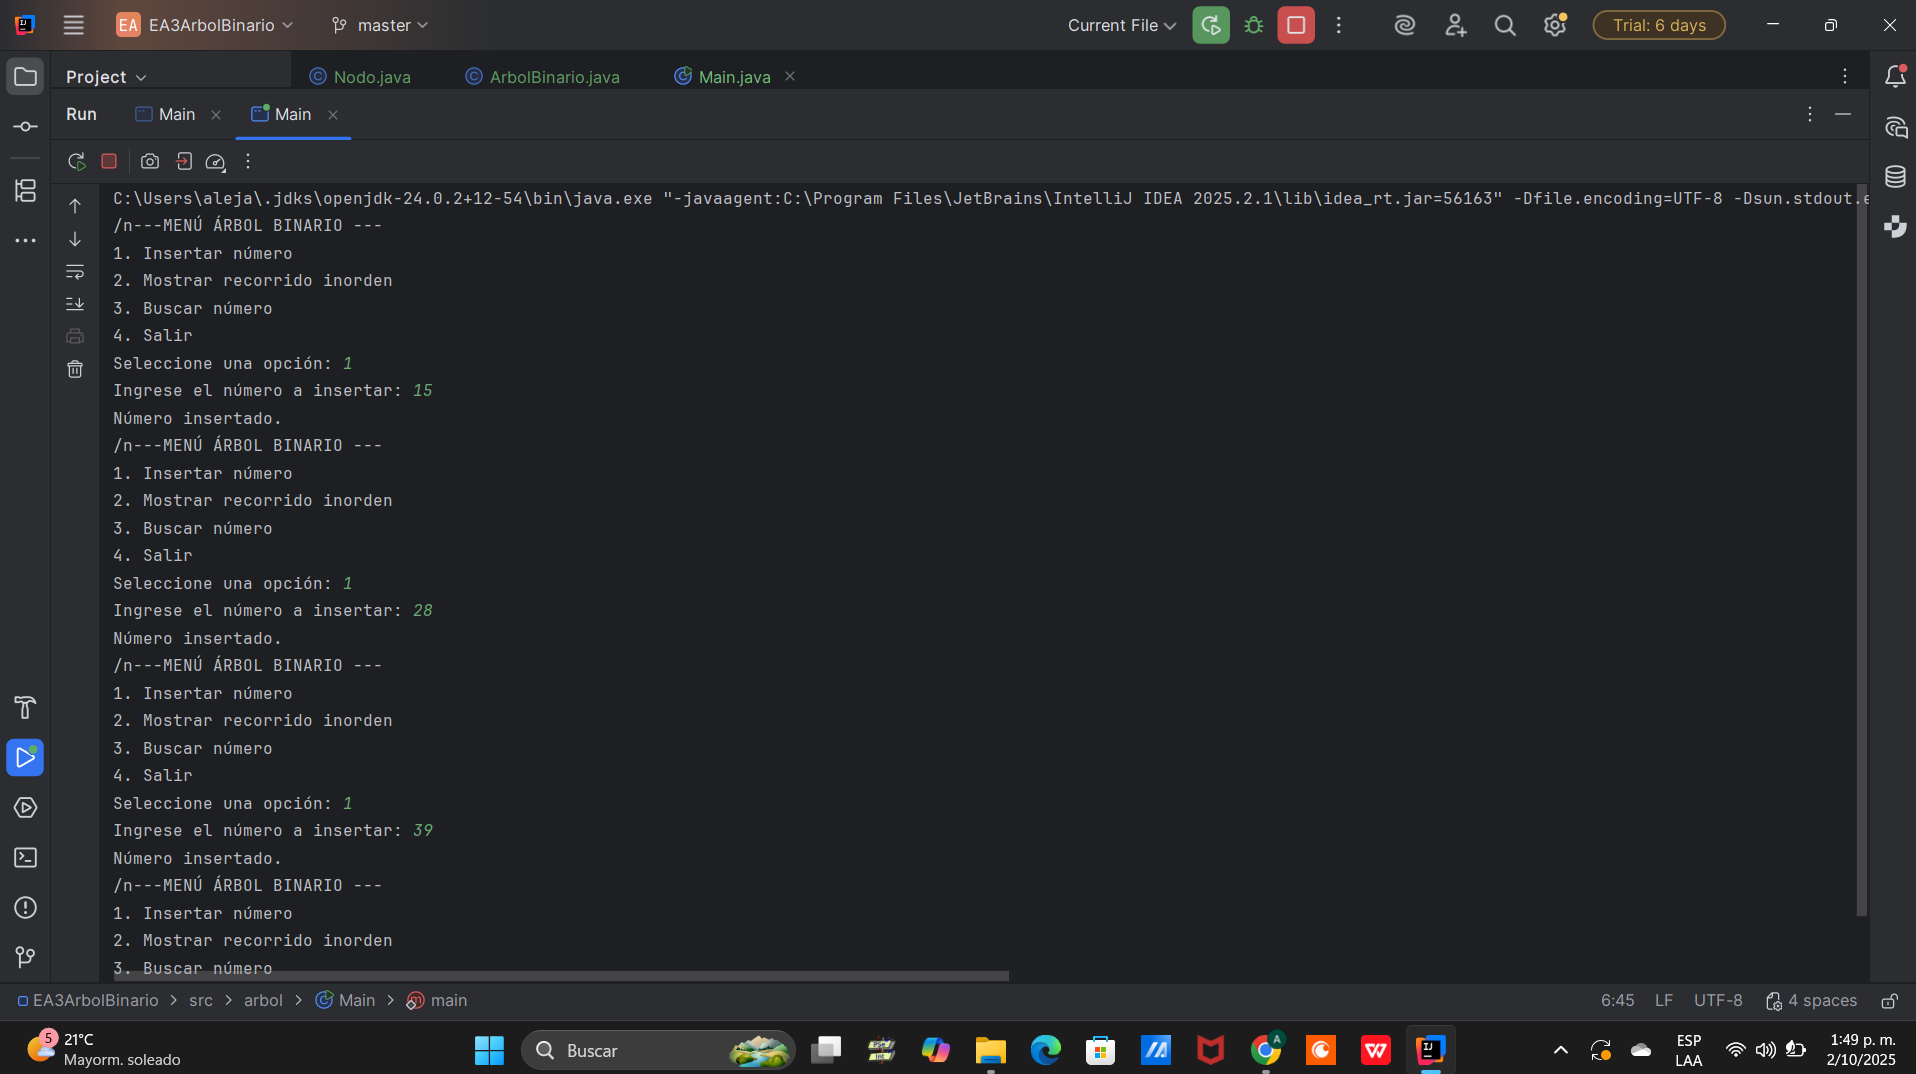 EA EA3ArbolBinario master Current File Trial: 6 days
Project Nodo.java ArbolBinario.java Main.java
Run Main Main
C:\Users\aleja\.jdks\openjdk-24.0.2+12-54\bin\java.exe "-javaagent:C:\Program Files\JetBrains\IntelliJ IDEA 2025.2.1\lib\idea_rt.jar=56163" -Dfile.encoding=UTF-8 -Dsun.stdout.e
/n---MENÚ ÁRBOL BINARIO ---
1. Insertar número
2. Mostrar recorrido inorden
3. Buscar número
4. Salir
Seleccione una opción: 1
Ingrese el número a insertar: 15
Número insertado.
/n---MENÚ ÁRBOL BINARIO ---
1. Insertar número
2. Mostrar recorrido inorden
3. Buscar número
4. Salir
Seleccione una opción: 1
Ingrese el número a insertar: 28
Número insertado.
/n---MENÚ ÁRBOL BINARIO ---
1. Insertar número
2. Mostrar recorrido inorden
3. Buscar número
4. Salir
Seleccione una opción: 1
Ingrese el número a insertar: 39
Número insertado.
/n---MENÚ ÁRBOL BINARIO ---
1. Insertar número
2. Mostrar recorrido inorden
3. Buscar número
EA3ArbolBinario > src > arbol > Main > main 6:45 LF UTF-8 4 spaces
5 21°C
Mayorm. soleado
Buscar
ESP
LAA
1:49 p. m.
2/10/2025